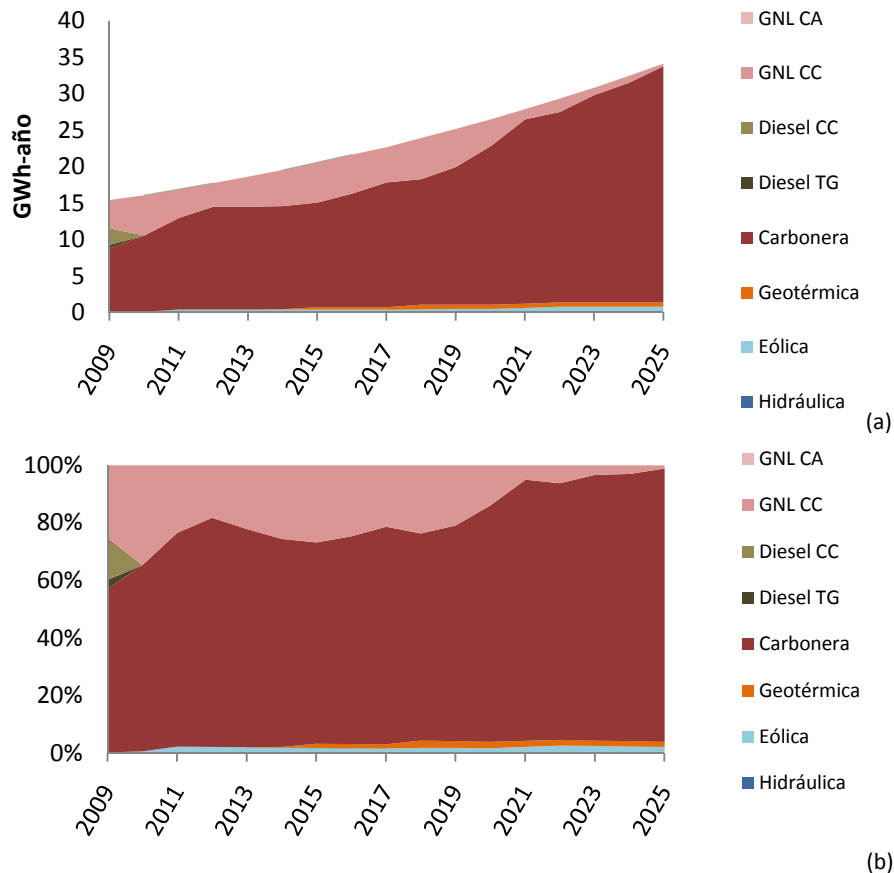 GWh-año
40
35
30
25
20
15
10
5
0
2009
2011
2013
2015
2017
2019
2021
2023
2025
GNL CA
GNL CC
Diesel CC
Diesel TG
Carbonera
Geotérmica
Eólica
Hidráulica
(a)
100%
80%
60%
40%
20%
0%
2009
2011
2013
2015
2017
2019
2021
2023
2025
GNL CA
GNL CC
Diesel CC
Diesel TG
Carbonera
Geotérmica
Eólica
Hidráulica
(b)